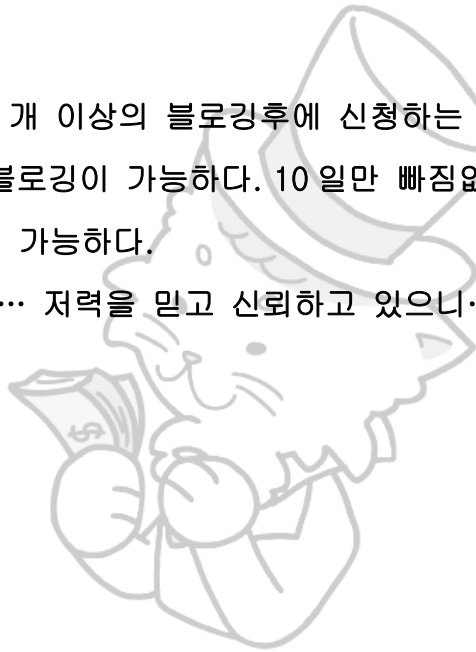 개 이상의 블로깅후에 신청하는
블로깅이 가능하다. 10일만 빠짐없
가능하다.
… 저력을 믿고 신뢰하고 있으니…
$